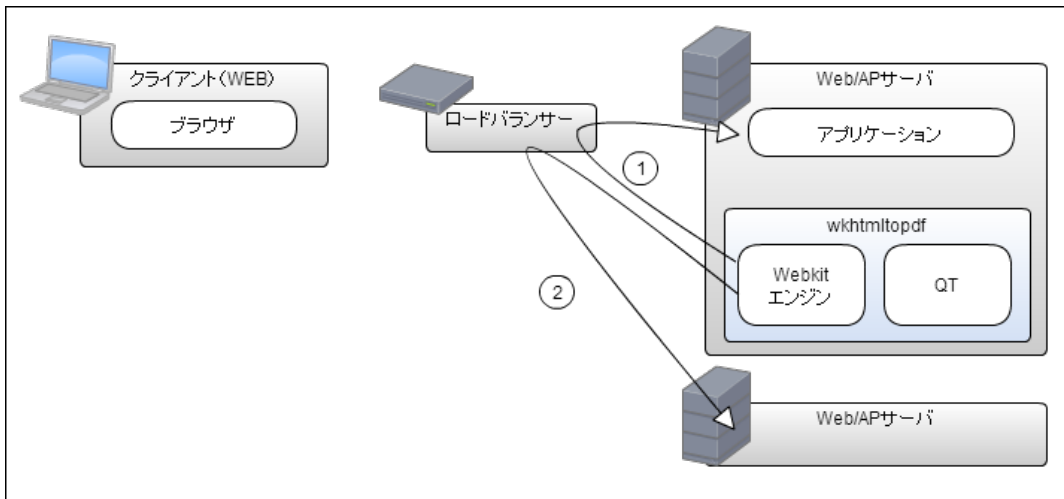 クライアント(WEB)
ブラウザ
ロードバランサー
Web/APサーバ
アプリケーション
1
wkhtmltopdf
Webkit
エンジン
QT
2
Web/APサーバ